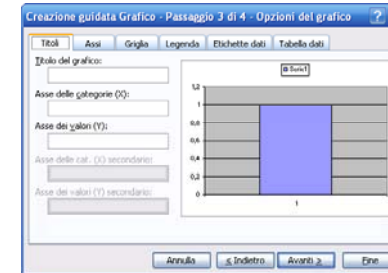 Creazione guidata Grafico - Passaggio 3 di 4 - Opzioni del grafico ?
Titoli Assi Griglia Legenda Etichette dati Tabella dati
Titolo del grafico:
Asse delle categorie (X):
Asse dei valori (Y):
Asse delle cat. (X) secondario:
Asse dei valori (Y) secondario:
Serie1
1,2
1
0,8
0,6
0,4
0,2
0
1
Annulla < Indietro Avanti > Fine